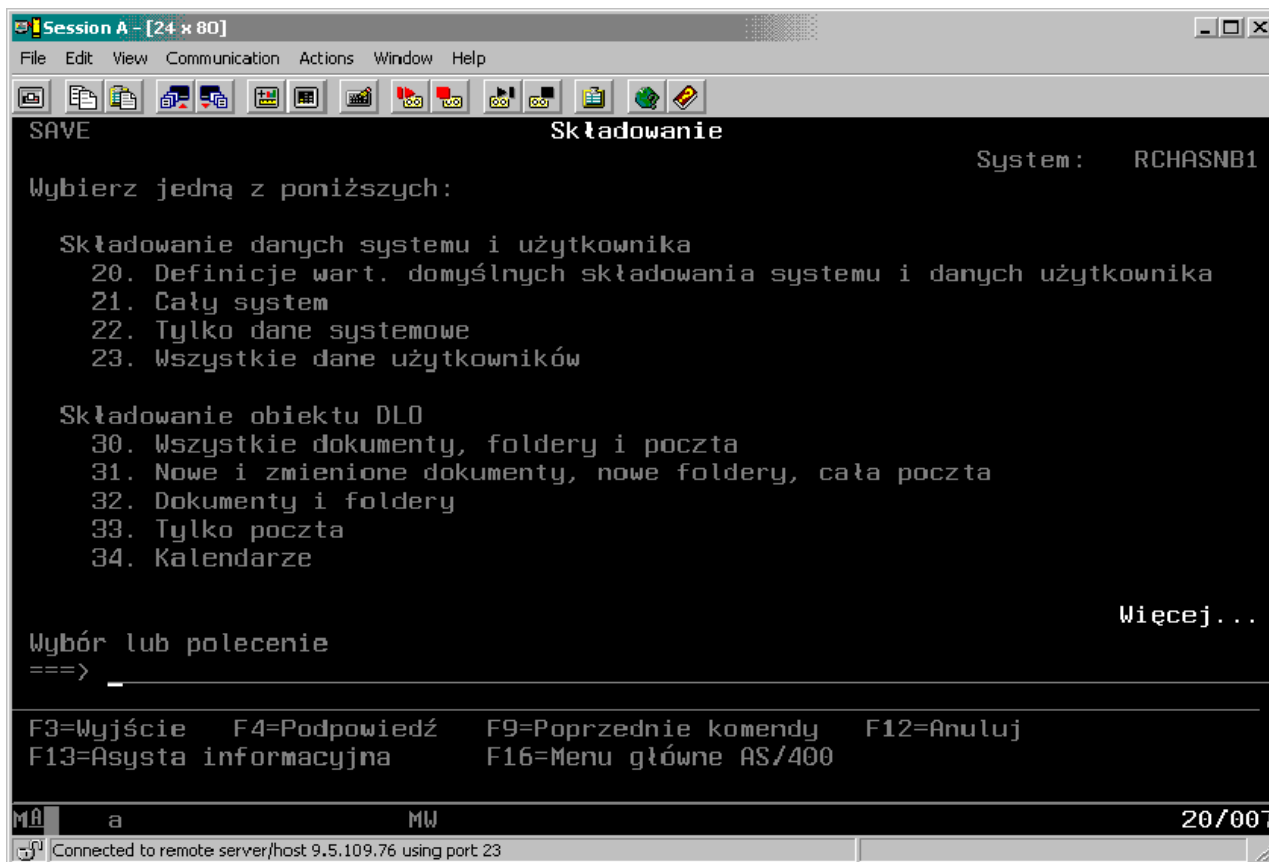 Session A - [24 x 80]
File Edit View Communication Actions Window Help
SAVE Składowanie
System: RCHASNB1
Wybierz jedną z poniższych:
Składowanie danych systemu i użytkownika
20. Definicje wart. domyślnych składowania systemu i danych użytkownika
21. Cały system
22. Tylko dane systemowe
23. Wszystkie dane użytkowników
Składowanie obiektu DLO
30. Wszystkie dokumenty, foldery i poczta
31. Nowe i zmienione dokumenty, nowe foldery, cała poczta
32. Dokumenty i foldery
33. Tylko poczta
34. Kalendarze
Więcej...
Wybór lub polecenie
===>
F3=Wyjście F4=Podpowiedź F9=Poprzednie komendy F12=Anuluj
F13=Asysta informacyjna F16=Menu główne AS/400
MA a MW 20/007
Connected to remote server/host 9.5.109.76 using port 23